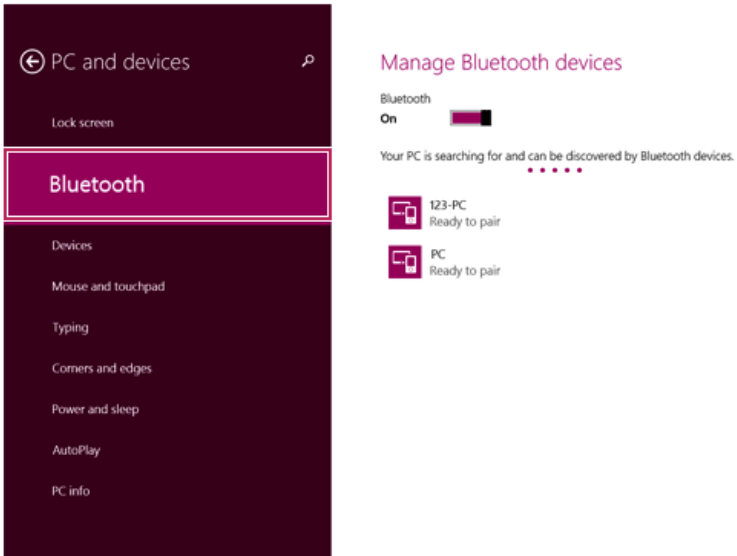 PC and devices
Lock screen
Bluetooth
Devices
Mouse and touchpad
Typing
Corners and edges
Power and sleep
AutoPlay
PC info
Manage Bluetooth devices
Bluetooth
On
Your PC is searching for and can be discovered by Bluetooth devices.
123-PC
Ready to pair
PC
Ready to pair